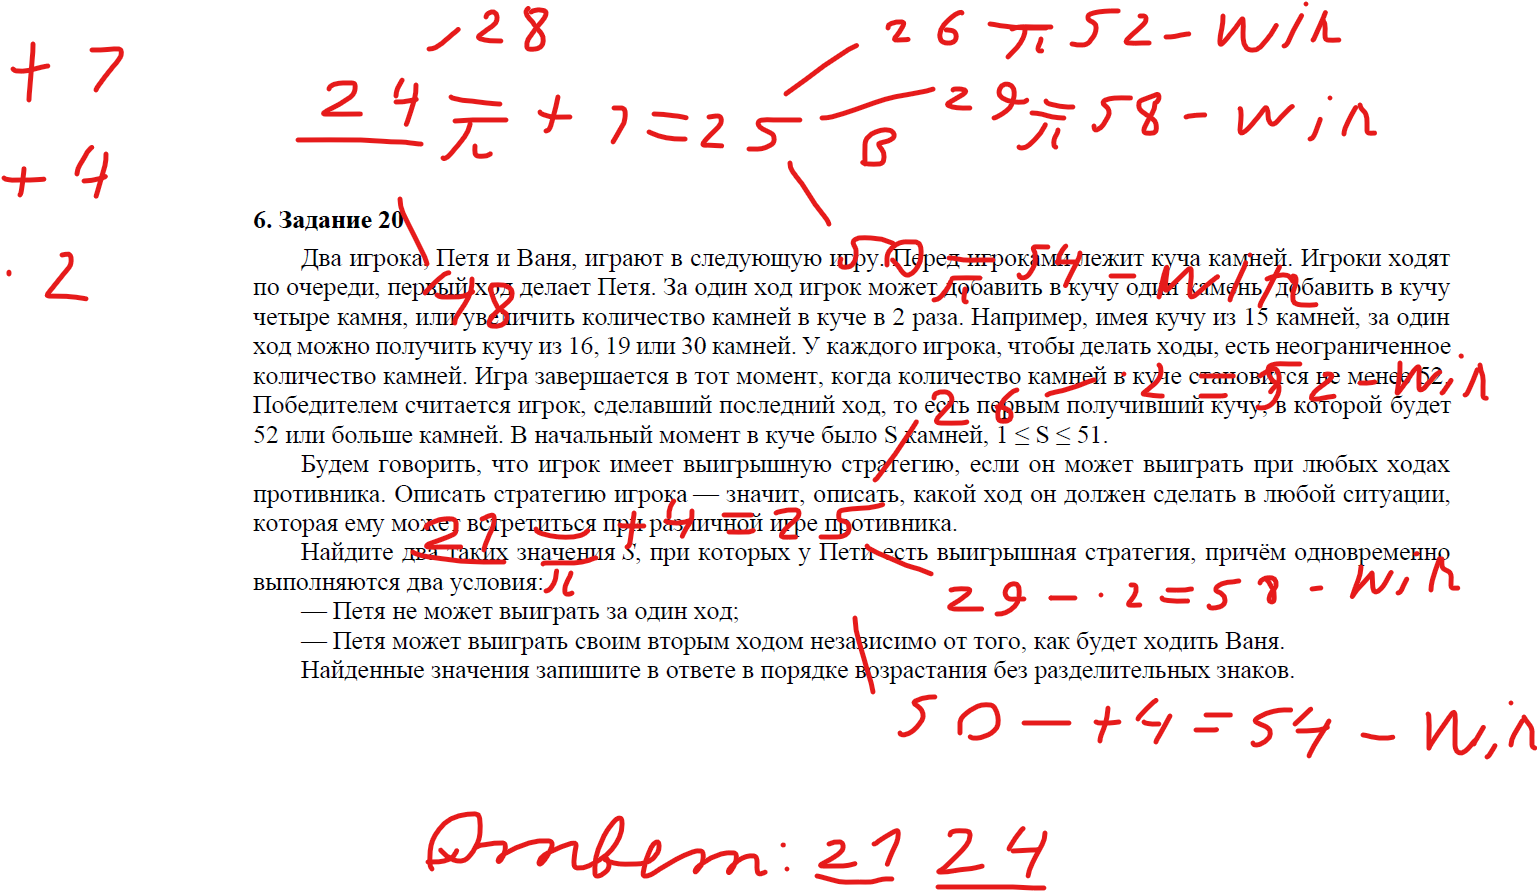 + 1
+ 4
· 2
28
24 п + 1 = 25
48
26 п 52 - win
В
29 п 58 - win
50 п 54 - win
6. Задание 20
Два игрока, Петя и Ваня, играют в следующую игру. Перед игроками лежит куча камней. Игроки ходят
по очереди, первый ход делает Петя. За один ход игрок может добавить в кучу один камень, добавить в кучу
четыре камня, или увеличить количество камней в куче в 2 раза. Например, имея кучу из 15 камней, за один
ход можно получить кучу из 16, 19 или 30 камней. У каждого игрока, чтобы делать ходы, есть неограниченное
количество камней. Игра завершается в тот момент, когда количество камней в куче становится не менее 52.
Победителем считается игрок, сделавший последний ход, то есть первым получивший кучу, в которой будет
52 или больше камней. В начальный момент в куче было S камней, 1 ≤ S ≤ 51.
Будем говорить, что игрок имеет выигрышную стратегию, если он может выиграть при любых ходах
противника. Описать стратегию игрока — значит, описать, какой ход он должен сделать в любой ситуации,
которая ему может встретиться при различной игре противника.
Найдите два таких значения S, при которых у Пети есть выигрышная стратегия, причём одновременно
выполняются два условия:
— Петя не может выиграть за один ход;
— Петя может выиграть своим вторым ходом независимо от того, как будет ходить Ваня.
Найденные значения запишите в ответе в порядке возрастания без разделительных знаков.
21 п + 4 = 25
26 - · 2 = 52 - win
29 - · 2 = 58 - win
50 - + 4 = 54 - win
Ответ: 21 24